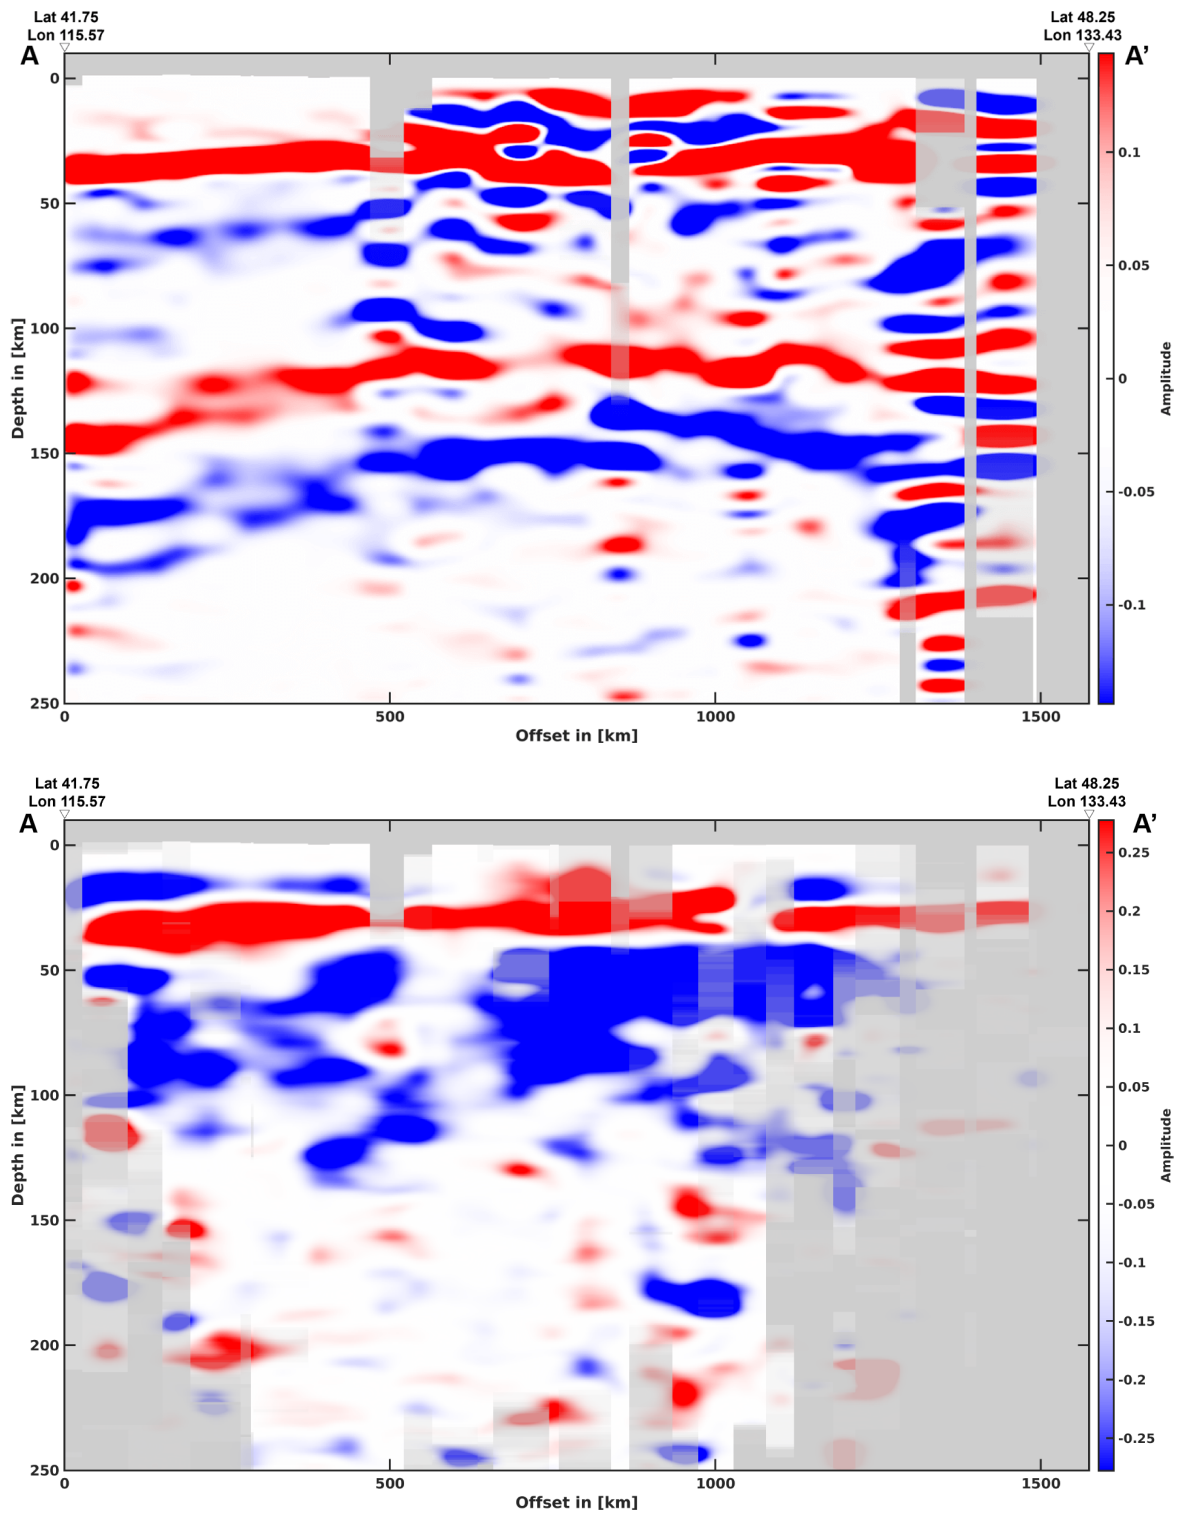 Lat 41.75
Lon 115.57
Lat 48.25
Lon 133.43
A
A’
0
50
100
150
200
250
Depth in [km]
0
500
1000
1500
Offset in [km]
0.1
0.05
0
-0.05
-0.1
Amplitude
Lat 41.75
Lon 115.57
Lat 48.25
Lon 133.43
A
A’
0
50
100
150
200
250
Depth in [km]
0
500
1000
1500
Offset in [km]
0.25
0.2
0.15
0.1
0.05
0
-0.05
-0.1
-0.15
-0.2
-0.25
Amplitude